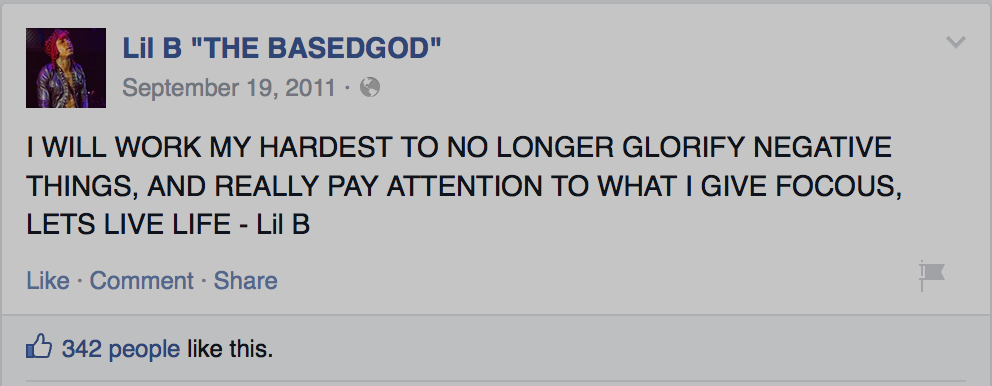 Lil B "THE BASEDGOD"
September 19, 2011 ·
I WILL WORK MY HARDEST TO NO LONGER GLORIFY NEGATIVE
THINGS, AND REALLY PAY ATTENTION TO WHAT I GIVE FOCOUS,
LETS LIVE LIFE - Lil B
Like · Comment · Share
342 people like this.